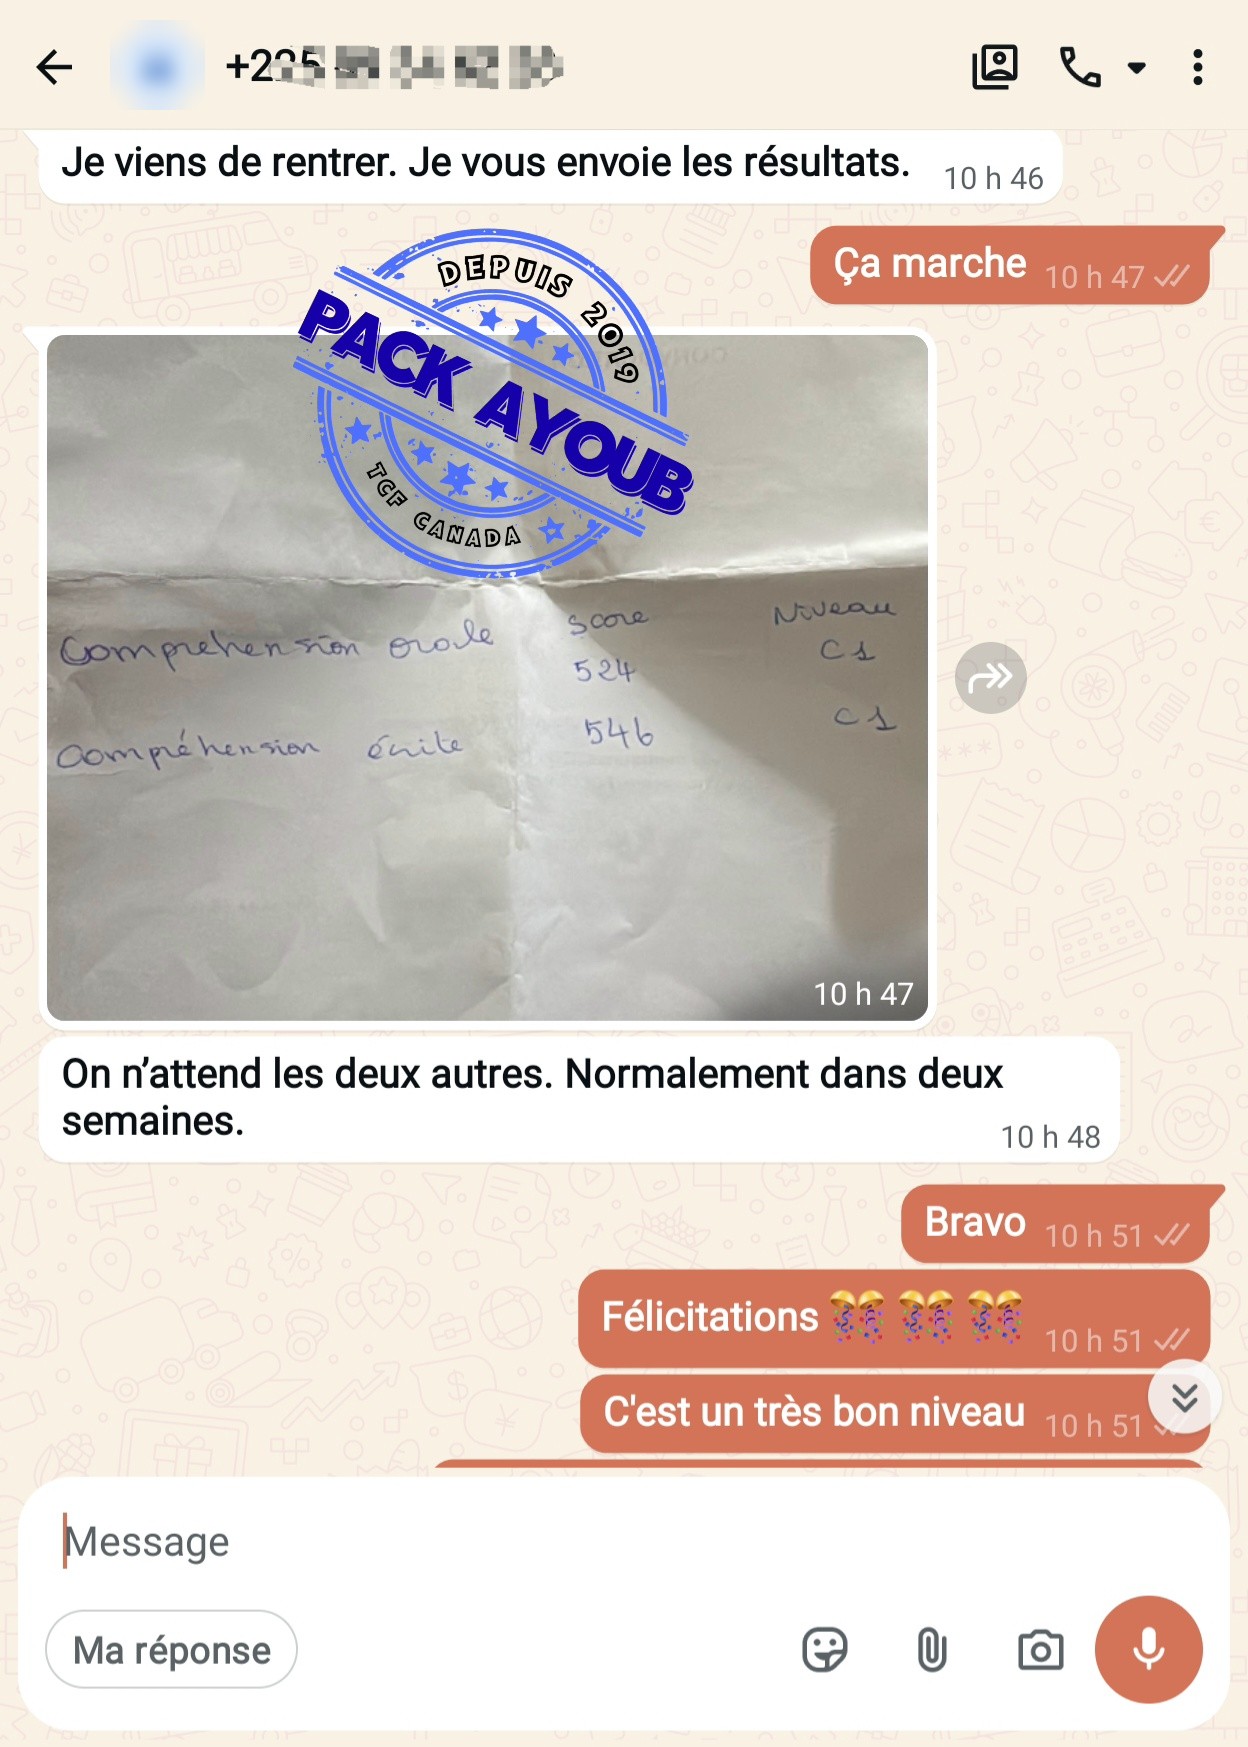 Je viens de rentrer. Je vous envoie les résultats. 10 h 46
Ça marche 10 h 47
DEPUIS 2019
PACK AYOUB
TCF CANADA
score Niveau
Comprehension orale 524 C1
Compréhension écrite 546 C1
10 h 47
On n’attend les deux autres. Normalement dans deux
semaines.
10 h 48
Bravo 10 h 51
Félicitations 🎊🎊🎊 10 h 51
C'est un très bon niveau 10 h 51
Message
Ma réponse